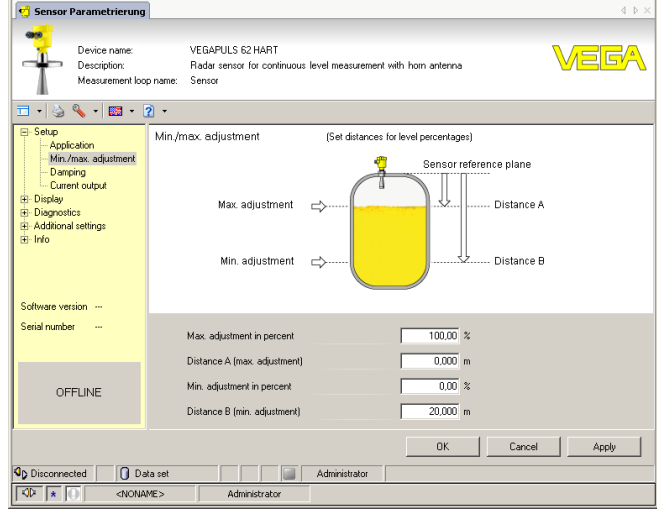 Sensor Parametrierung
Device name: VEGAPULS 62 HART
Description: Radar sensor for continuous level measurement with horn antenna
Measurement loop name: Sensor
VEGA
Setup
Application
Min./max. adjustment
Damping
Current output
Display
Diagnostics
Additional settings
Info
Software version ---
Serial number ---
OFFLINE
Min./max. adjustment (Set distances for level percentages)
Sensor reference plane
Max. adjustment Distance A
Min. adjustment Distance B
Max. adjustment in percent 100,00 %
Distance A (max. adjustment) 0,000 m
Min. adjustment in percent 0,00 %
Distance B (min. adjustment) 20,000 m
OK Cancel Apply
Disconnected Data set Administrator
<NONAME> Administrator